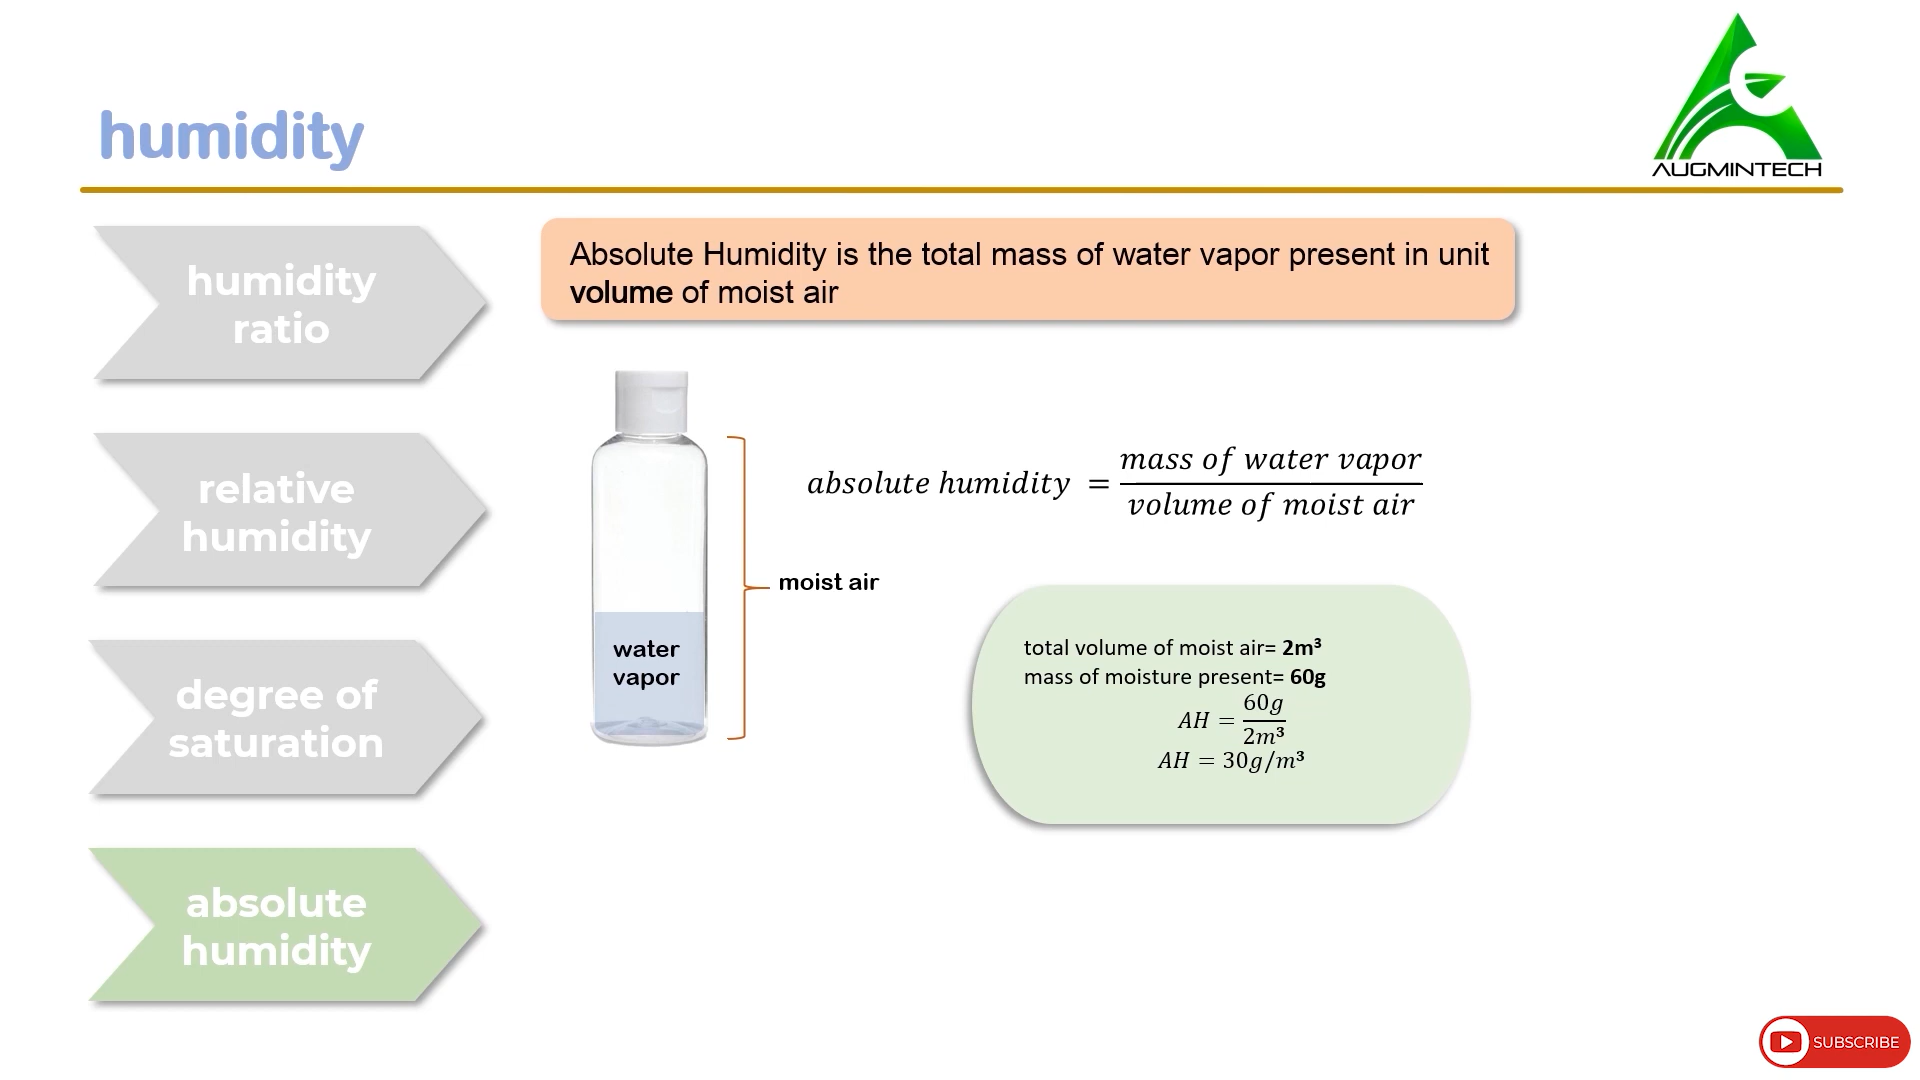 humidity
AUGMINTECH
humidity
ratio
relative
humidity
degree of
saturation
absolute
humidity
Absolute Humidity is the total mass of water vapor present in unit
volume of moist air
absolute humidity = mass of water vapor / volume of moist air
moist air
water
vapor
total volume of moist air= 2m³
mass of moisture present= 60g
AH = 60g / 2m³
AH = 30g/m³
SUBSCRIBE